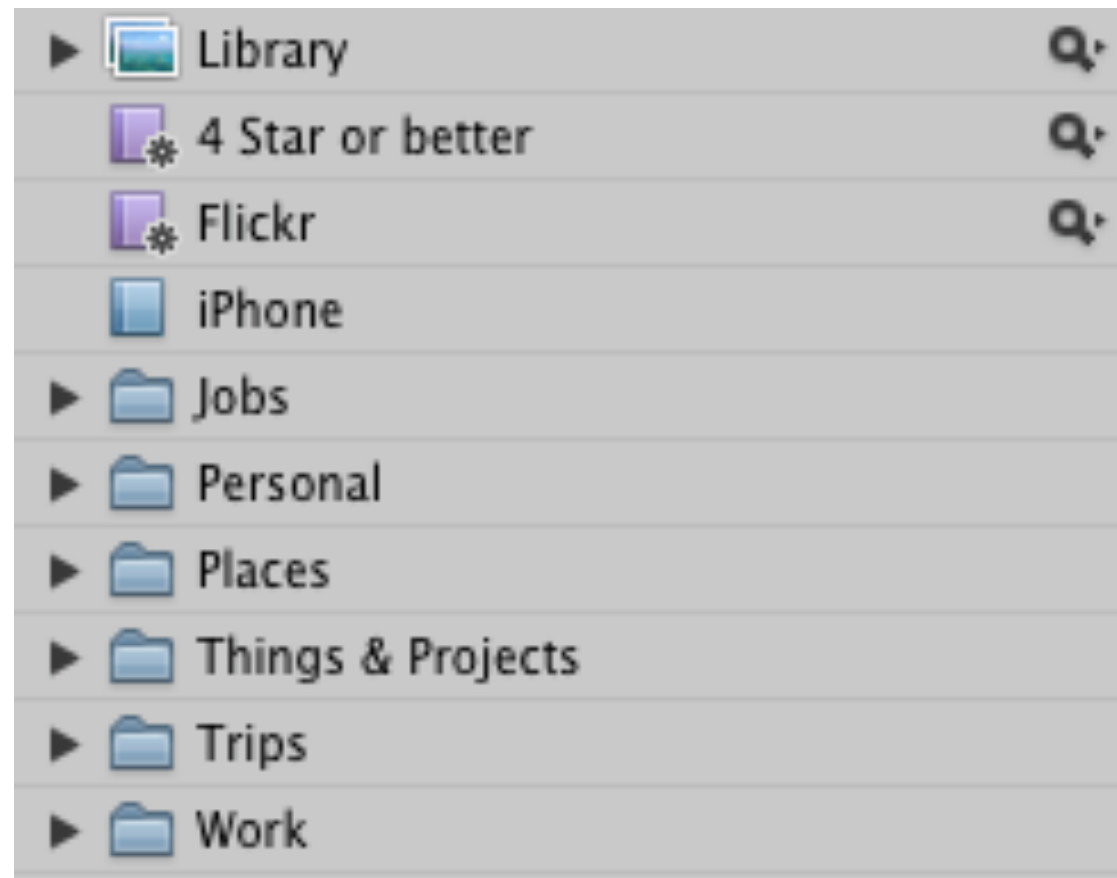 Library
4 Star or better
Flickr
iPhone
Jobs
Personal
Places
Things & Projects
Trips
Work